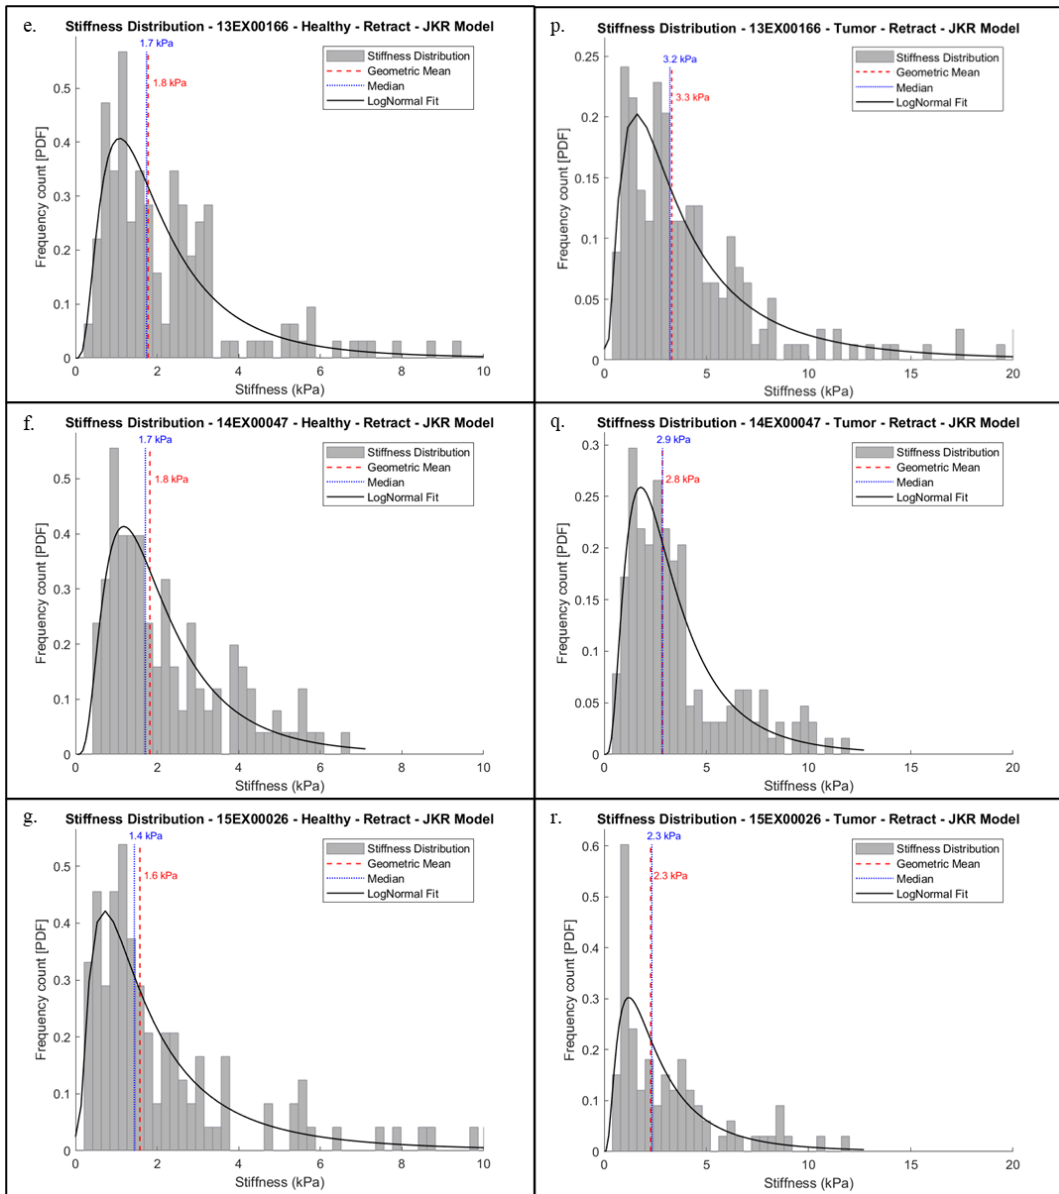 e.
Stiffness Distribution - 13EX00166 - Healthy - Retract - JKR Model
1.7 kPa
1.8 kPa
Stiffness Distribution
Geometric Mean
Median
LogNormal Fit
Frequency count [PDF]
0.5
0.4
0.3
0.2
0.1
0
0 2 4 6 8 10
Stiffness (kPa)
p.
Stiffness Distribution - 13EX00166 - Tumor - Retract - JKR Model
3.2 kPa
3.3 kPa
Stiffness Distribution
Geometric Mean
Median
LogNormal Fit
Frequency count [PDF]
0.25
0.2
0.15
0.1
0.05
0
0 5 10 15 20
Stiffness (kPa)
f.
Stiffness Distribution - 14EX00047 - Healthy - Retract - JKR Model
1.7 kPa
1.8 kPa
Stiffness Distribution
Geometric Mean
Median
LogNormal Fit
Frequency count [PDF]
0.5
0.4
0.3
0.2
0.1
0
0 2 4 6 8 10
Stiffness (kPa)
q.
Stiffness Distribution - 14EX00047 - Tumor - Retract - JKR Model
2.9 kPa
2.8 kPa
Stiffness Distribution
Geometric Mean
Median
LogNormal Fit
Frequency count [PDF]
0.3
0.25
0.2
0.15
0.1
0.05
0
0 5 10 15 20
Stiffness (kPa)
g.
Stiffness Distribution - 15EX00026 - Healthy - Retract - JKR Model
1.4 kPa
1.6 kPa
Stiffness Distribution
Geometric Mean
Median
LogNormal Fit
Frequency count [PDF]
0.5
0.4
0.3
0.2
0.1
0
0 2 4 6 8 10
Stiffness (kPa)
r.
Stiffness Distribution - 15EX00026 - Tumor - Retract - JKR Model
2.3 kPa
2.3 kPa
Stiffness Distribution
Geometric Mean
Median
LogNormal Fit
Frequency count [PDF]
0.6
0.5
0.4
0.3
0.2
0.1
0
0 5 10 15 20
Stiffness (kPa)